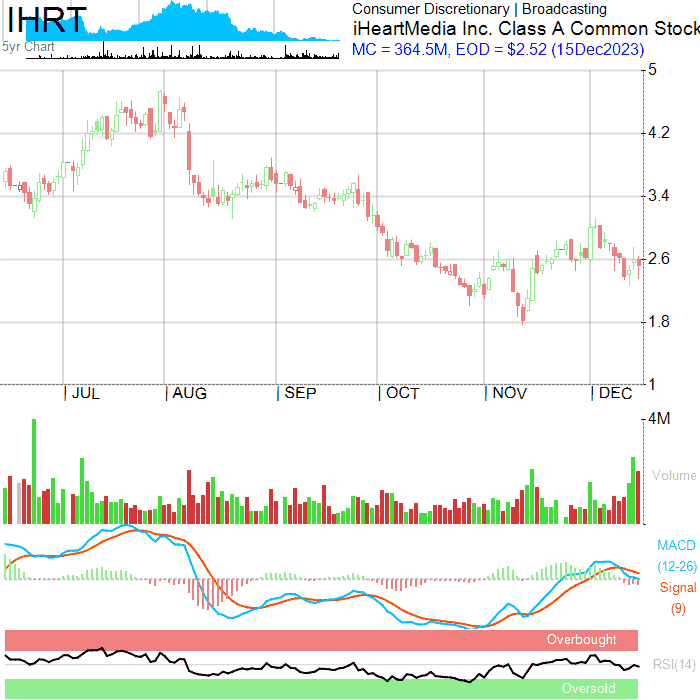 IHRT
5yr Chart
Consumer Discretionary | Broadcasting
iHeartMedia Inc. Class A Common Stock
MC = 364.5M, EOD = $2.52 (15Dec2023)
5
4.2
3.4
2.6
1.8
1
| JUL | AUG | SEP | OCT | NOV | DEC
4M
Volume
MACD
(12-26)
Signal
(9)
Overbought
RSI(14)
Oversold